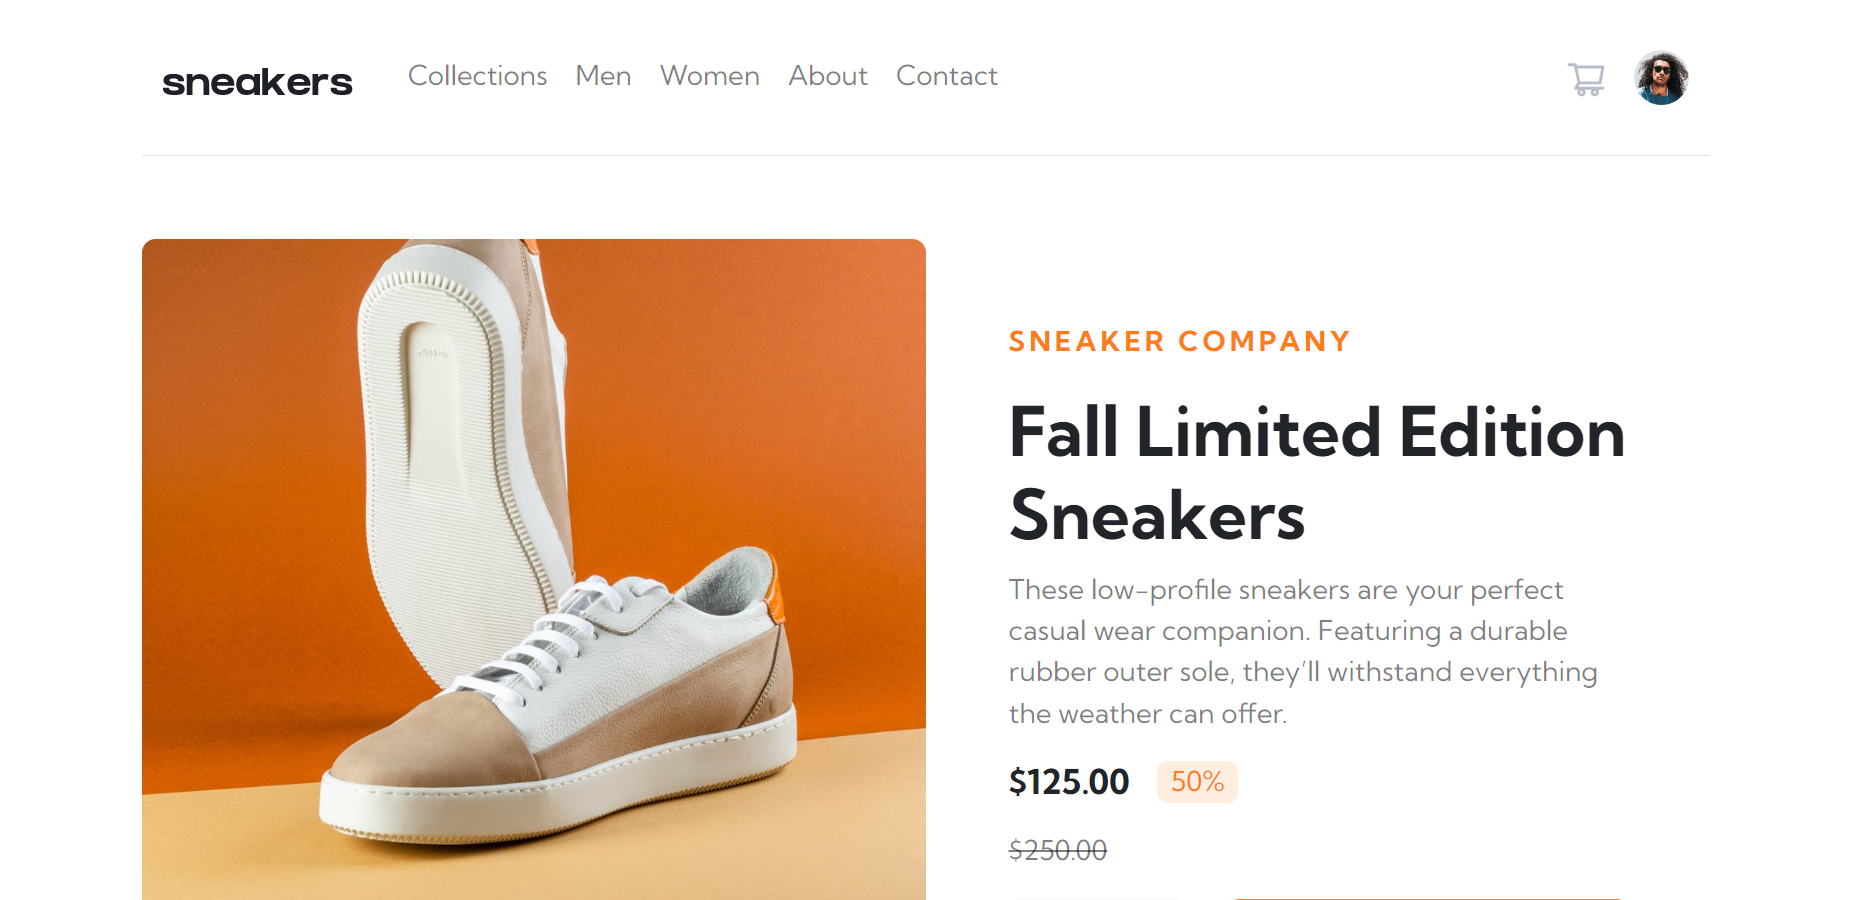 sneakers
Collections Men Women About Contact
SNEAKER COMPANY
Fall Limited Edition
Sneakers
These low-profile sneakers are your perfect
casual wear companion. Featuring a durable
rubber outer sole, they’ll withstand everything
the weather can offer.
$125.00 50%
$250.00